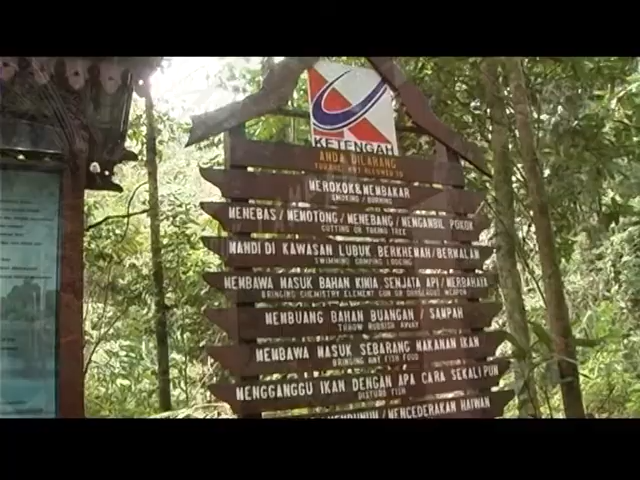 KETENGAH
ANDA DILARANG
YOU ARE NOT ALLOWED TO
MEROKOK & MEMBAKAR
SMOKING / BURNING
MENEBAS / MEMOTONG / MENEBANG / MENGAMBIL POKOK
CUTTING OR TAKING TREE
MANDI DI KAWASAN LUBUK BERKHEMAH / BERMALAM
SWIMMING CAMPING LODGING
MEMBAWA MASUK BAHAN KIMIA, SENJATA API / MERBAHAYA
BRINGING CHEMISTRY ELEMENT GUN OR DANGEROUS WEAPON
MEMBUANG BAHAN BUANGAN / SAMPAH
THROW RUBBISH AWAY
MEMBAWA MASUK SEBARANG MAKANAN IKAN
BRINGING ANY FISH FOOD
MENGGANGGU IKAN DENGAN APA CARA SEKALIPUN
DISTURB FISH
/ MENCEDERAKAN HAIWAN